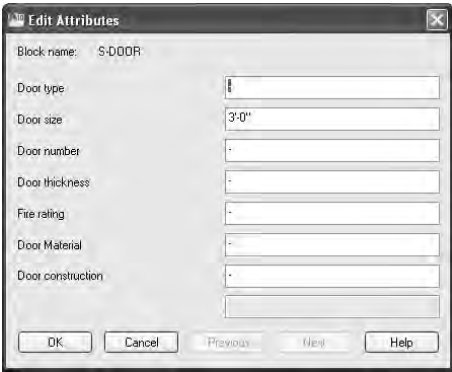 Edit Attributes
Block name: S-DOOR
Door type -
Door size 3'-0"
Door number -
Door thickness -
Fire rating -
Door Material -
Door construction -
OK Cancel Previous Next Help